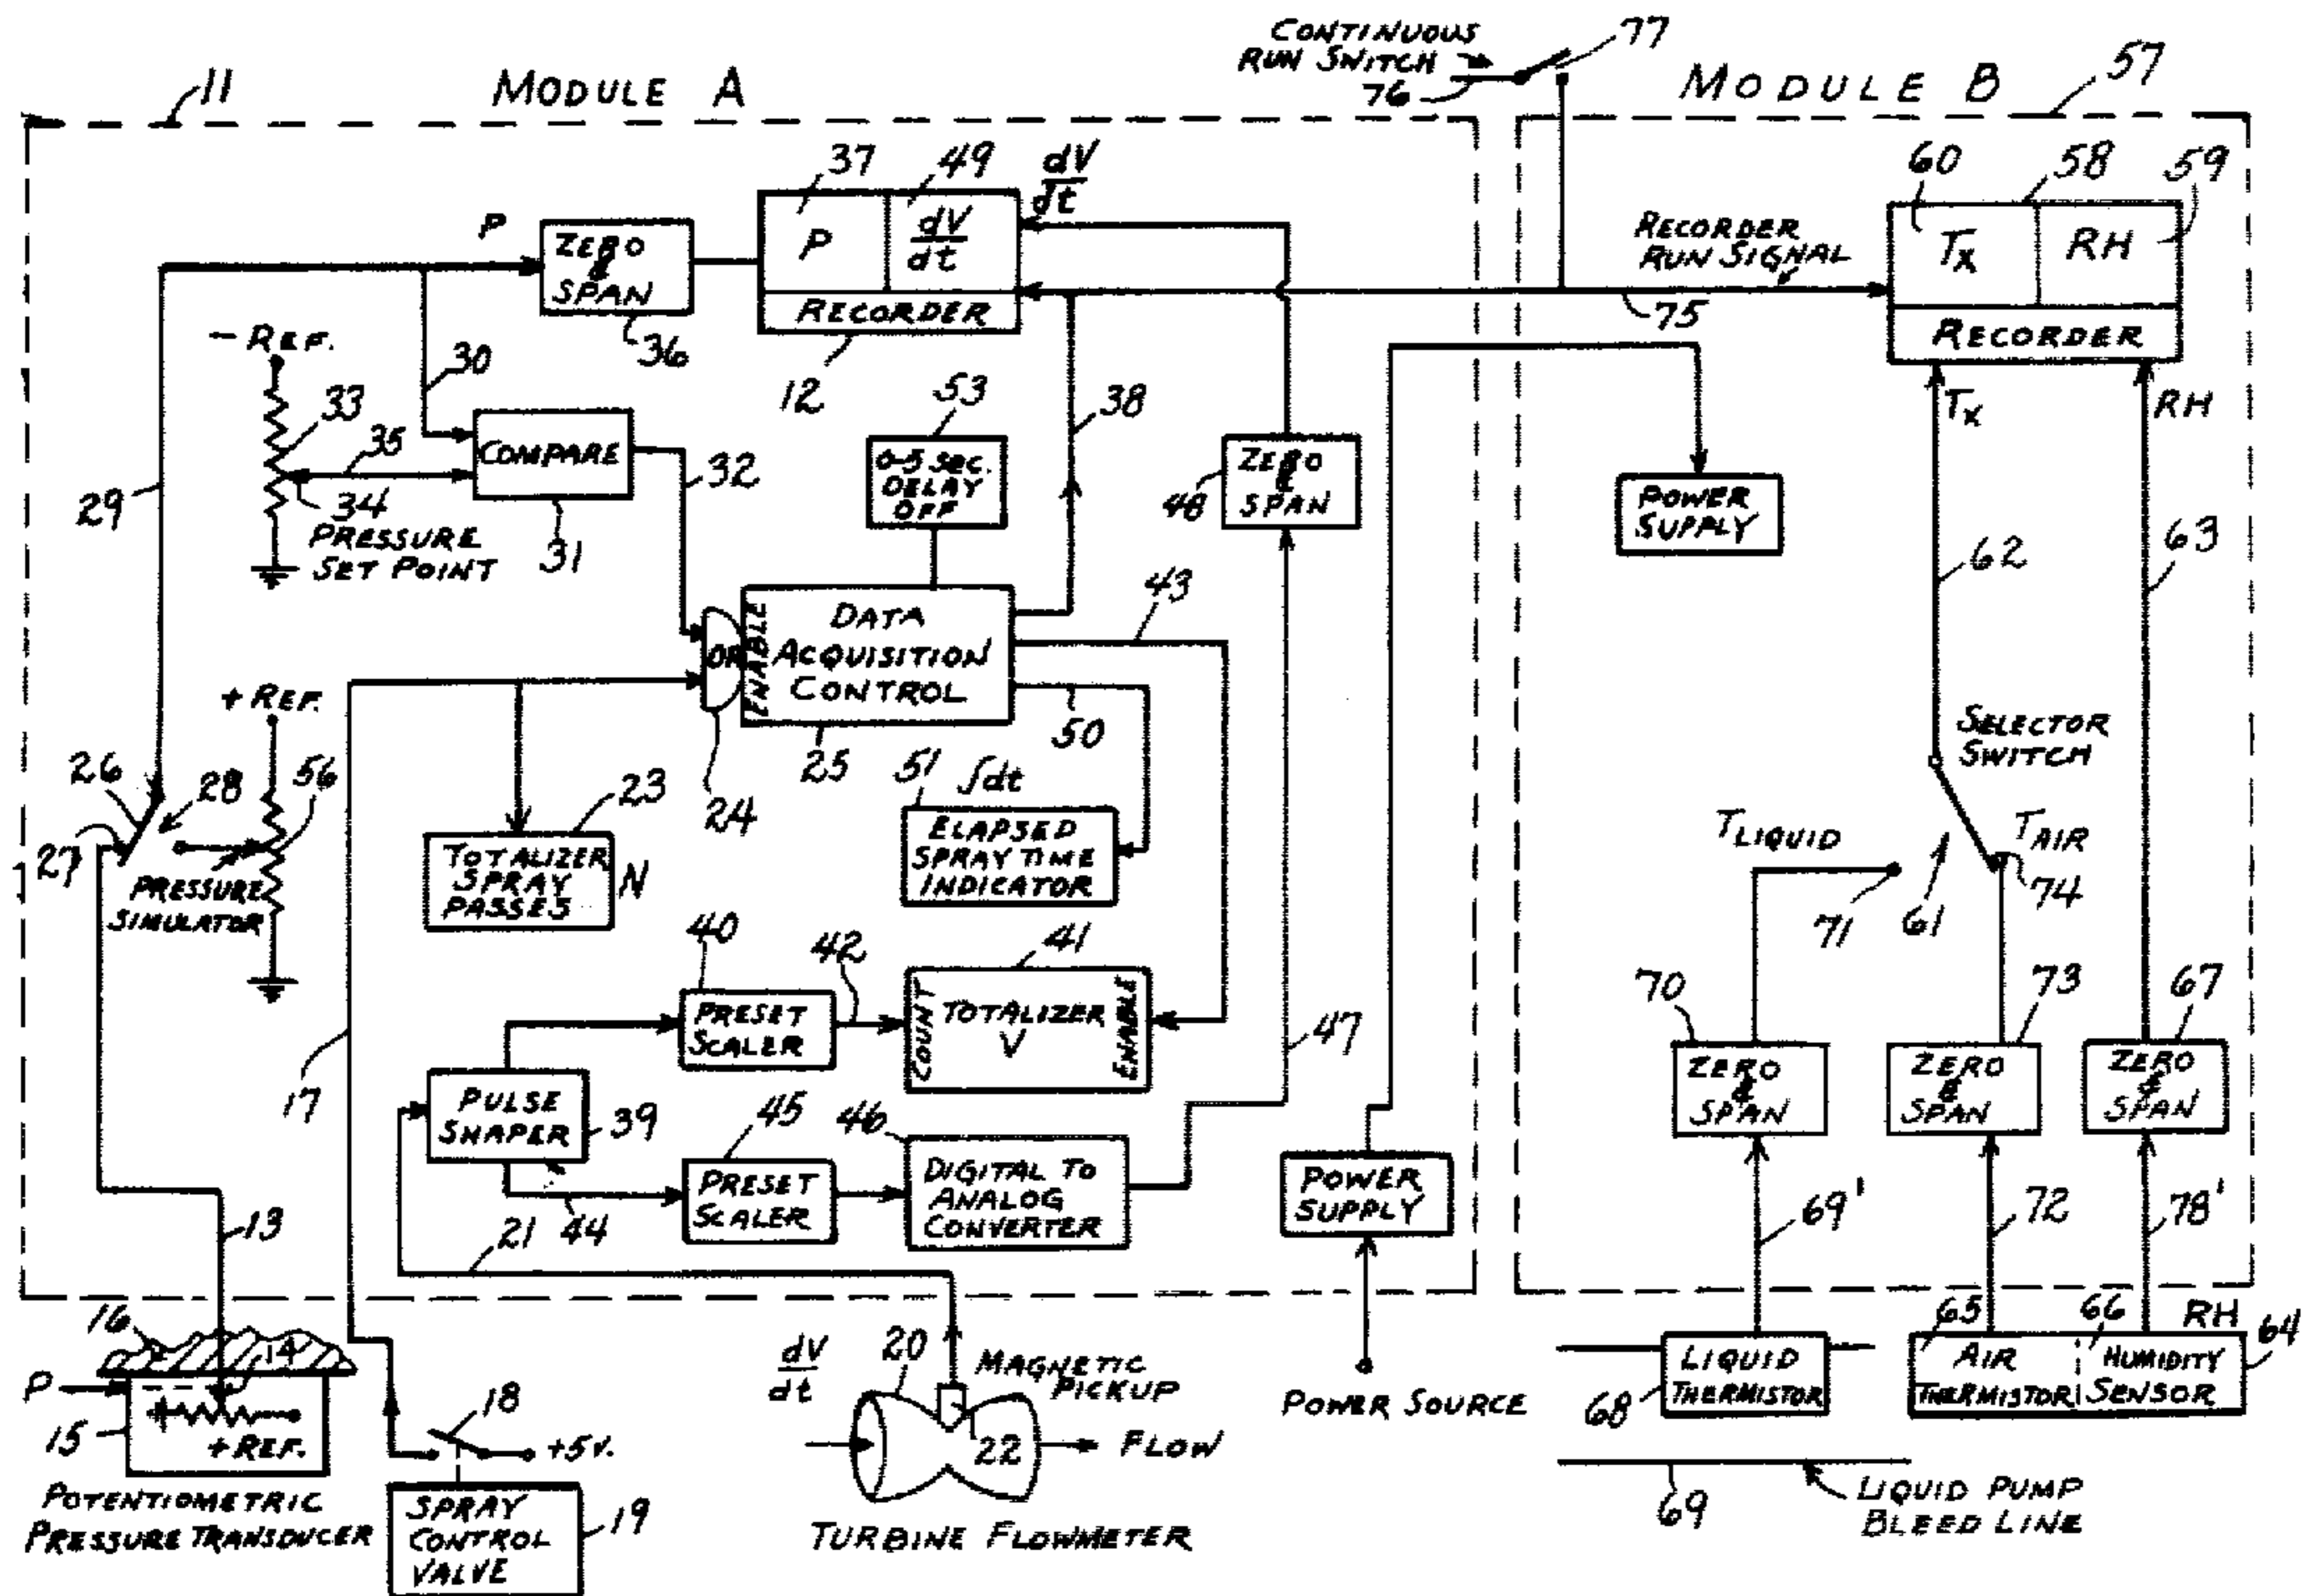 CONTINUOUS
RUN SWITCH
76
77
11
MODULE A
MODULE B
57
37
49
dV
dt
60
58
59
P
ZERO
&
SPAN
36
P
dV
dt
RECORDER
12
RECORDER
RUN SIGNAL
75
TX
RH
RECORDER
- REF.
30
33
35
34
PRESSURE
SET POINT
29
COMPARE
31
32
53
0-5 SEC.
DELAY
OFF
38
48
ZERO
&
SPAN
POWER
SUPPLY
TX
RH
62
63
43
OR
ENABLE
DATA
ACQUISITION
CONTROL
24
25
50
+ REF.
26
28
56
27
PRESSURE
SIMULATOR
23
TOTALIZER
SPRAY
PASSES
N
51
∫dt
ELAPSED
SPRAY TIME
INDICATOR
SELECTOR
SWITCH
TLIQUID
TAIR
71
61
74
40
PRESET
SCALER
42
41
COUNT
TOTALIZER
V
ENABLE
47
17
PULSE
SHAPER
39
44
45
PRESET
SCALER
46
DIGITAL TO
ANALOG
CONVERTER
21
13
POWER
SUPPLY
70
ZERO
&
SPAN
73
ZERO
&
SPAN
67
ZERO
&
SPAN
69'
72
78'
16
14
P
15
+ REF.
POTENTIOMETRIC
PRESSURE TRANSDUCER
18
+5V.
SPRAY
CONTROL
VALVE
19
dV
dt
20
MAGNETIC
PICKUP
22
FLOW
TURBINE FLOWMETER
POWER SOURCE
LIQUID
THERMISTOR
68
65
AIR
THERMISTOR
66
HUMIDITY
SENSOR
RH
64
69
LIQUID PUMP
BLEED LINE